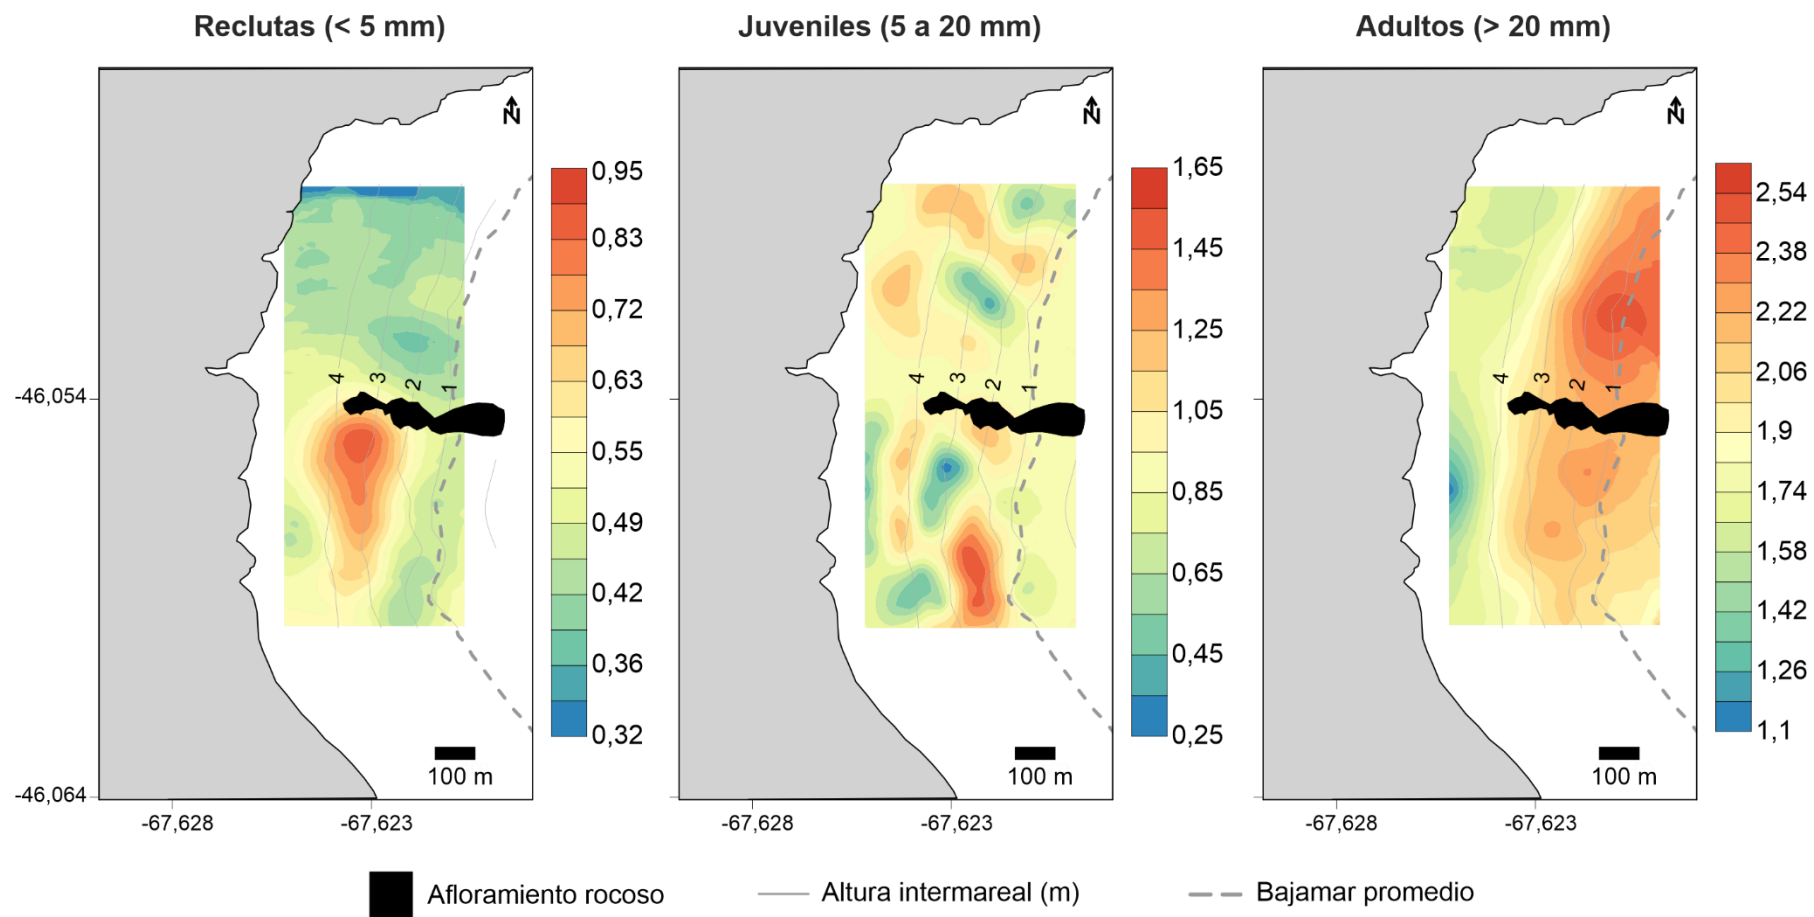 Reclutas (< 5 mm)
Juveniles (5 a 20 mm)
Adultos (> 20 mm)
N
N
N
0,95
0,83
0,72
0,63
0,55
0,49
0,42
0,36
0,32
1,65
1,45
1,25
1,05
0,85
0,65
0,45
0,25
2,54
2,38
2,22
2,06
1,9
1,74
1,58
1,42
1,26
1,1
4 3 2 1
4 3 2 1
4 3 2 1
-46,054
-46,064
100 m
100 m
100 m
-67,628
-67,623
-67,628
-67,623
-67,628
-67,623
Afloramiento rocoso
Altura intermareal (m)
Bajamar promedio